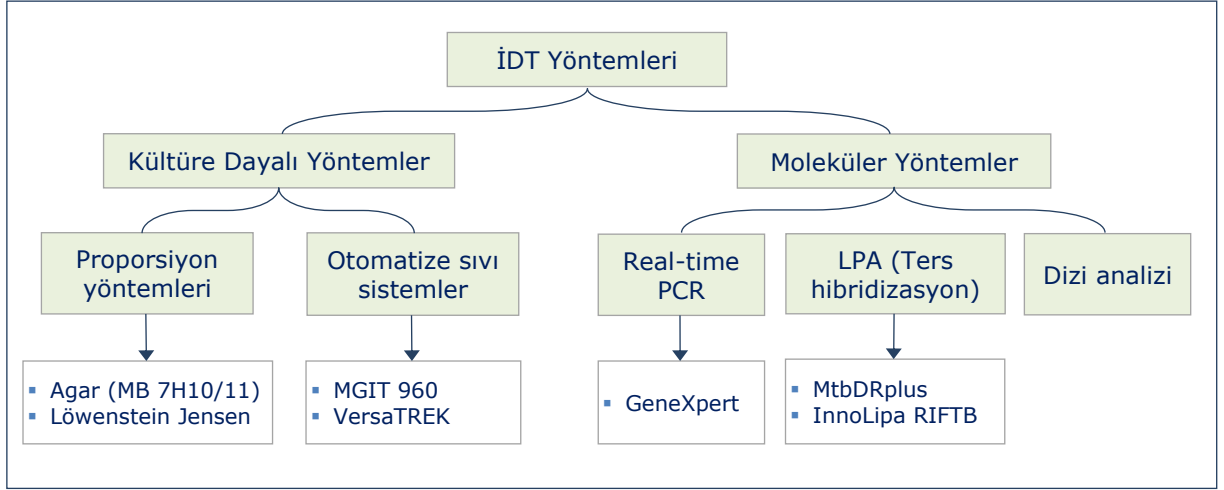 İDT Yöntemleri
Kültüre Dayalı Yöntemler
Moleküler Yöntemler
Proporsiyon
yöntemleri
Otomatize sıvı
sistemler
Real-time
PCR
LPA (Ters
hibridizasyon)
Dizi analizi
▪ Agar (MB 7H10/11)
▪ Löwenstein Jensen
▪ MGIT 960
▪ VersaTREK
▪ GeneXpert
▪ MtbDRplus
▪ InnoLipa RIFTB